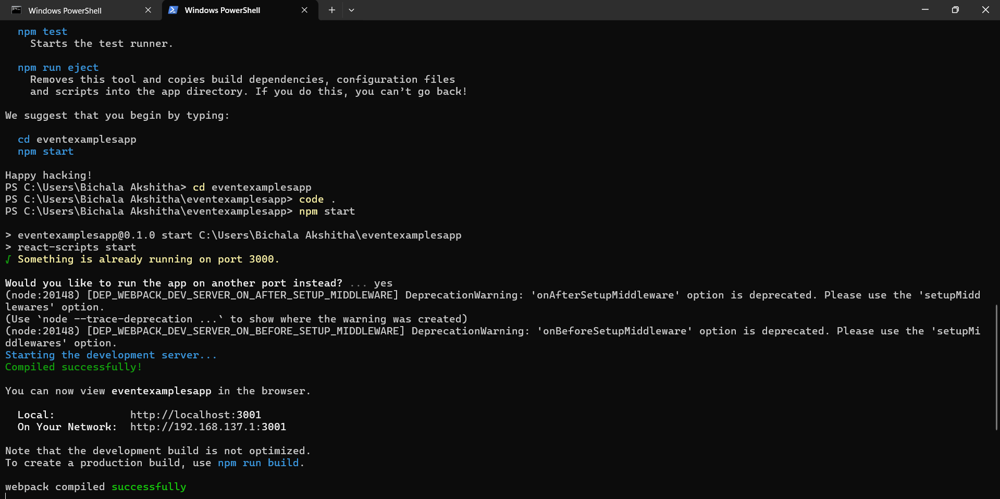 Windows PowerShell
Windows PowerShell
npm test
Starts the test runner.
npm run eject
Removes this tool and copies build dependencies, configuration files
and scripts into the app directory. If you do this, you can’t go back!
We suggest that you begin by typing:
cd eventexamplesapp
npm start
Happy hacking!
PS C:\Users\Bichala Akshitha> cd eventexamplesapp
PS C:\Users\Bichala Akshitha\eventexamplesapp> code .
PS C:\Users\Bichala Akshitha\eventexamplesapp> npm start
> eventexamplesapp@0.1.0 start C:\Users\Bichala Akshitha\eventexamplesapp
> react-scripts start
√ Something is already running on port 3000.
Would you like to run the app on another port instead? ... yes
(node:20148) [DEP_WEBPACK_DEV_SERVER_ON_AFTER_SETUP_MIDDLEWARE] DeprecationWarning: 'onAfterSetupMiddleware' option is deprecated. Please use the 'setupMidd
lewares' option.
(Use `node --trace-deprecation ...` to show where the warning was created)
(node:20148) [DEP_WEBPACK_DEV_SERVER_ON_BEFORE_SETUP_MIDDLEWARE] DeprecationWarning: 'onBeforeSetupMiddleware' option is deprecated. Please use the 'setupMi
ddlewares' option.
Starting the development server...
Compiled successfully!
You can now view eventexamplesapp in the browser.
Local: http://localhost:3001
On Your Network: http://192.168.137.1:3001
Note that the development build is not optimized.
To create a production build, use npm run build.
webpack compiled successfully